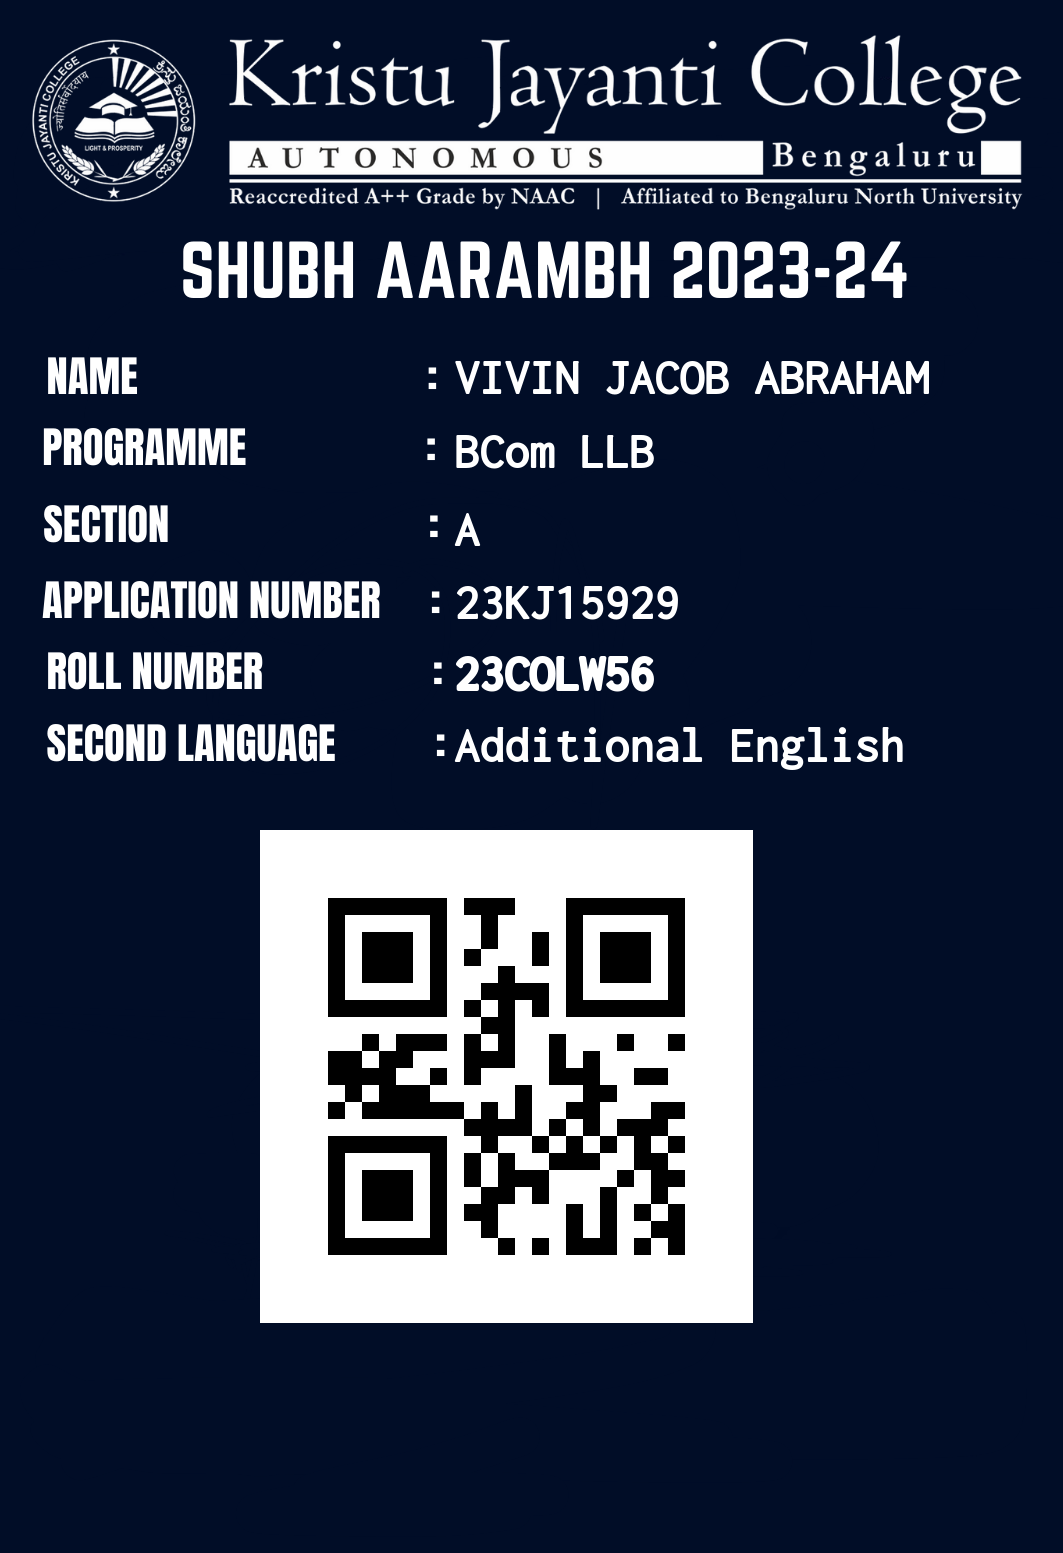 KRISTU JAYANTI COLLEGE
ಕ್ರಿಸ್ತು ಜಯಂತಿ ಕಾಲೇಜು
LIGHT & PROSPERITY
Kristu Jayanti College
AUTONOMOUS Bengaluru
Reaccredited A++ Grade by NAAC | Affiliated to Bengaluru North University
SHUBH AARAMBH 2023-24
NAME : VIVIN JACOB ABRAHAM
PROGRAMME : BCom LLB
SECTION : A
APPLICATION NUMBER : 23KJ15929
ROLL NUMBER : 23COLW56
SECOND LANGUAGE : Additional English